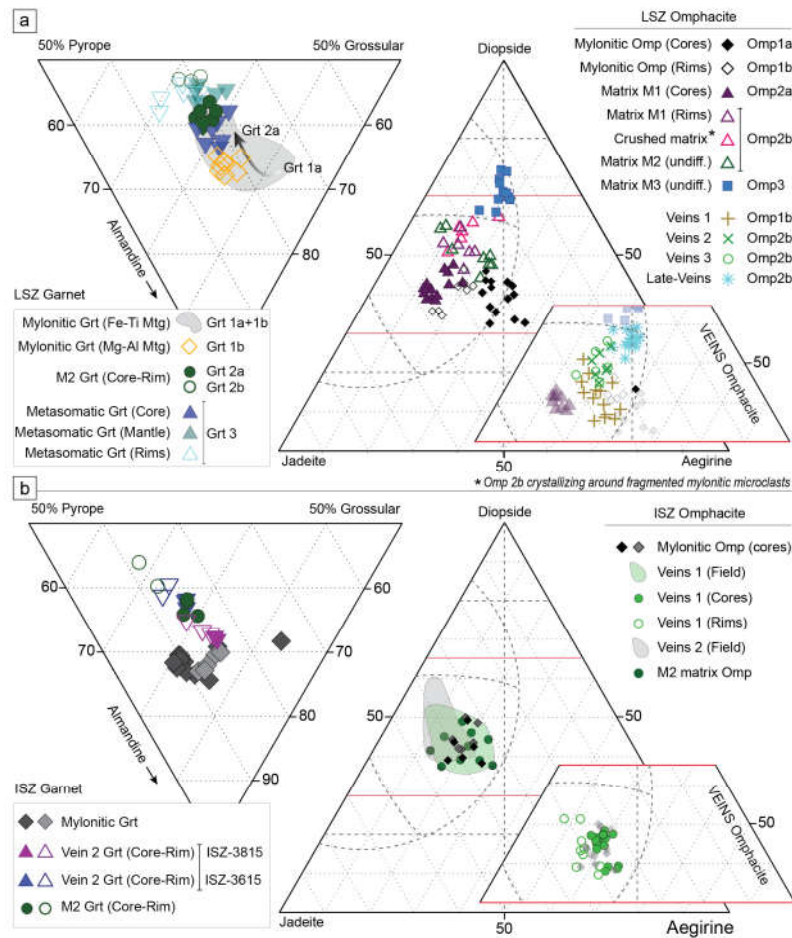 a
50% Pyrope
50% Grossular
60
70
80
Almandine
Grt 2a
Grt 1a
LSZ Garnet
Mylonitic Grt (Fe-Ti Mtg) Grt 1a+1b
Mylonitic Grt (Mg-Al Mtg) Grt 1b
M2 Grt (Core-Rim) Grt 2a
Grt 2b
Metasomatic Grt (Core)
Metasomatic Grt (Mantle) Grt 3
Metasomatic Grt (Rims)
Diopside
50
50
Jadeite
50
Aegirine
LSZ Omphacite
Mylonitic Omp (Cores) Omp1a
Mylonitic Omp (Rims) Omp1b
Matrix M1 (Cores) Omp2a
Matrix M1 (Rims)
Crushed matrix* Omp2b
Matrix M2 (undiff.)
Matrix M3 (undiff.) Omp3
Veins 1 Omp1b
Veins 2 Omp2b
Veins 3 Omp2b
Late-Veins Omp2b
VEINS Omphacite
* Omp 2b crystallizing around fragmented mylonitic microclasts
b
50% Pyrope
50% Grossular
60
70
80
90
Almandine
ISZ Garnet
Mylonitic Grt
Vein 2 Grt (Core-Rim) ISZ-3815
Vein 2 Grt (Core-Rim) ISZ-3615
M2 Grt (Core-Rim)
Diopside
50
50
50
Jadeite
50
Aegirine
ISZ Omphacite
Mylonitic Omp (cores)
Veins 1 (Field)
Veins 1 (Cores)
Veins 1 (Rims)
Veins 2 (Field)
M2 matrix Omp
VEINS Omphacite